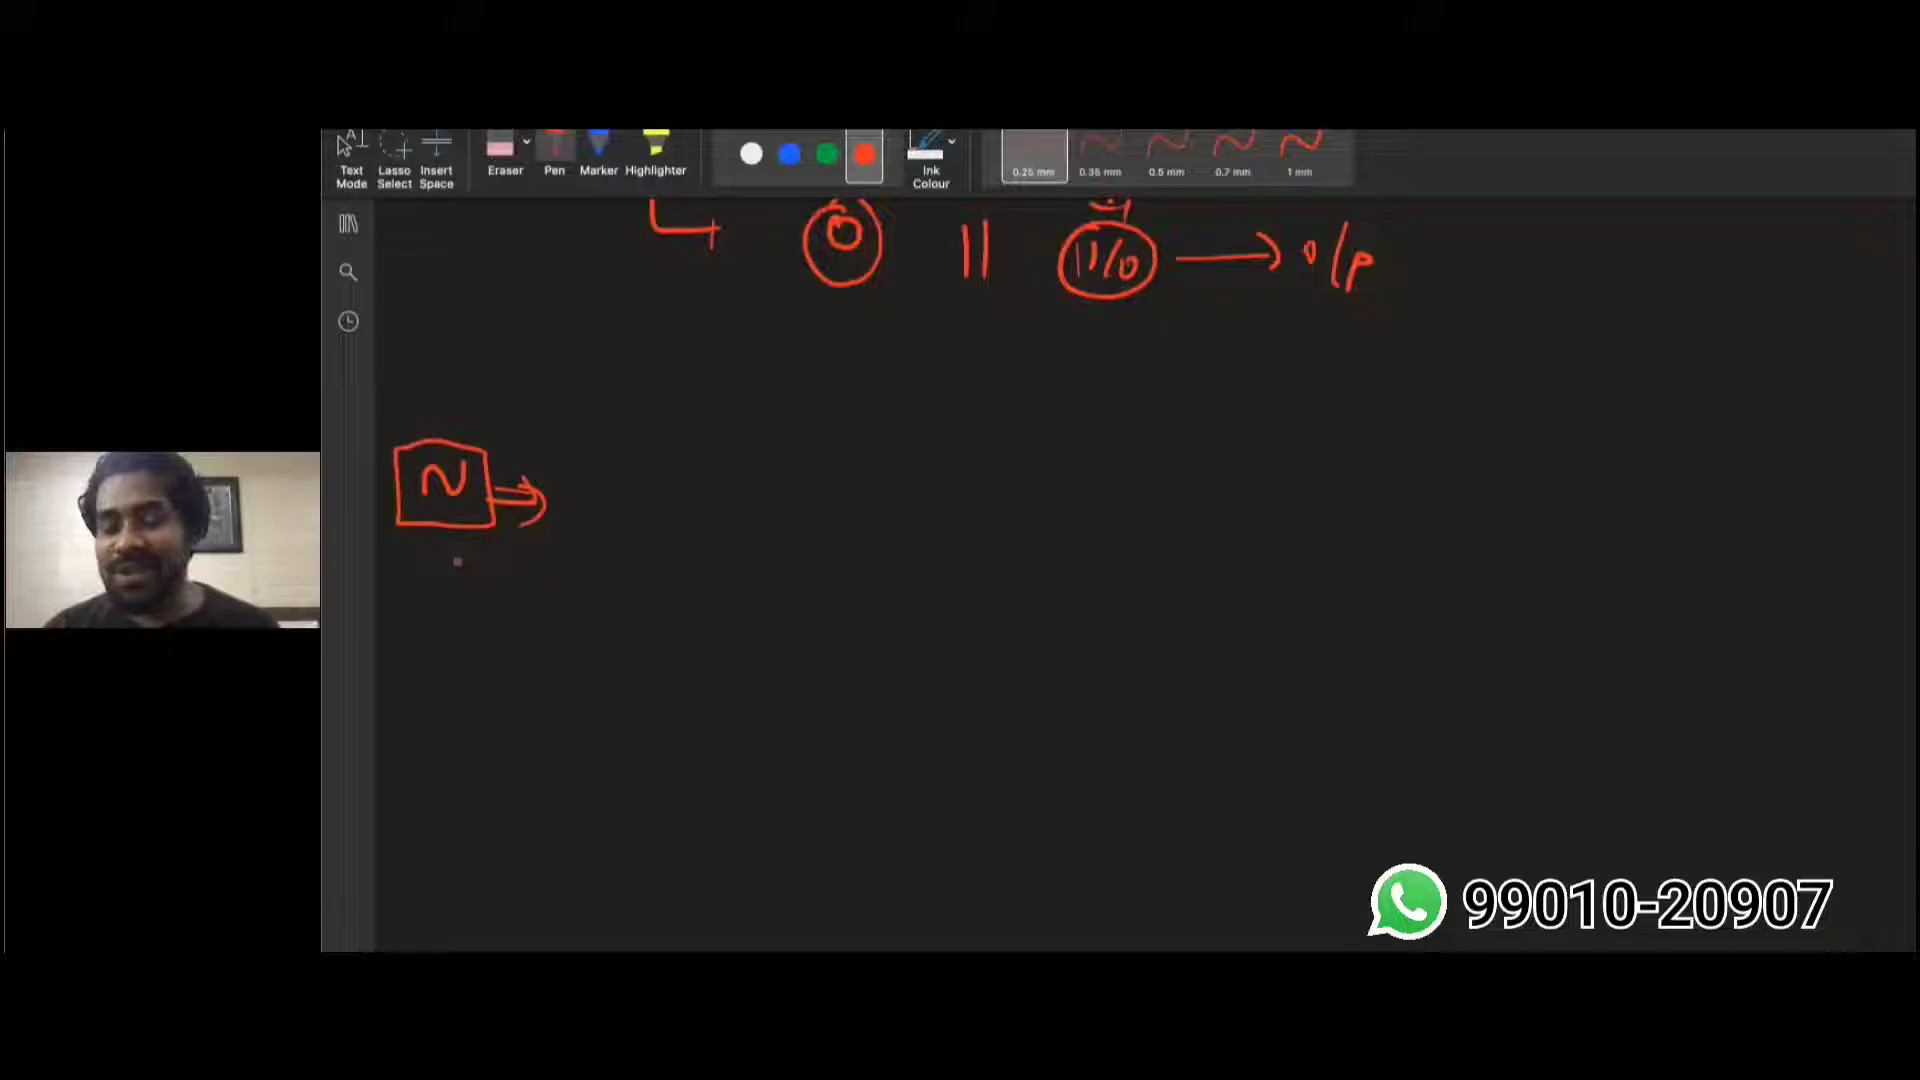 Text Mode
Lasso Select
Insert Space
Eraser
Pen
Marker
Highlighter
Ink Colour
0.25 mm
0.35 mm
0.5 mm
0.7 mm
1 mm
0 || 11/0 → o/p
N
99010-20907